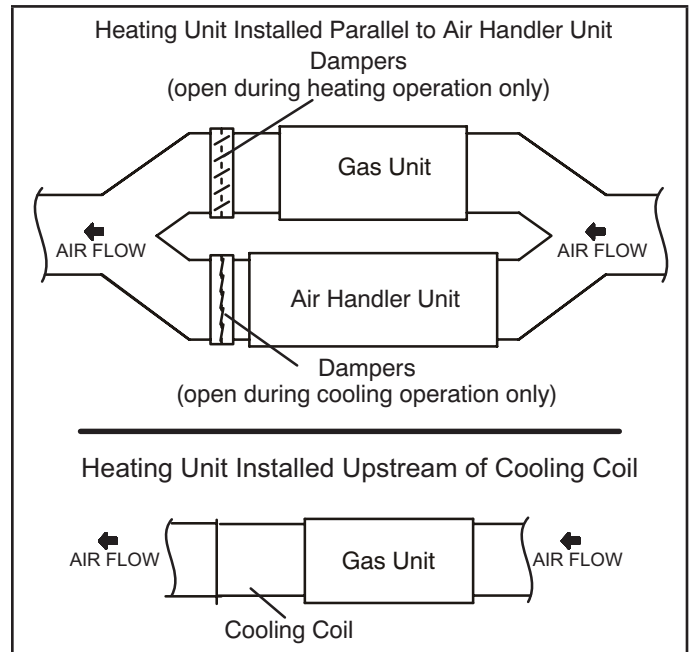 Heating Unit Installed Parallel to Air Handler Unit
Dampers
(open during heating operation only)
Gas Unit
AIR FLOW
AIR FLOW
Air Handler Unit
Dampers
(open during cooling operation only)
Heating Unit Installed Upstream of Cooling Coil
AIR FLOW
Gas Unit
AIR FLOW
Cooling Coil